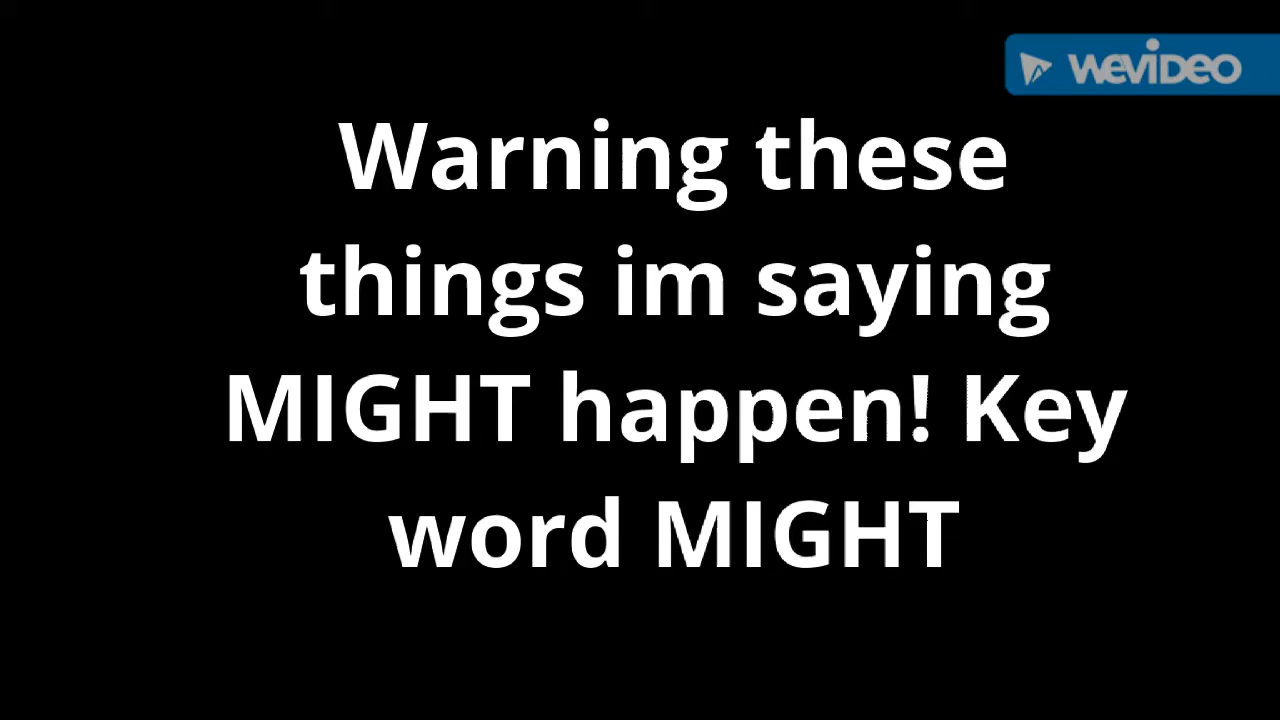 WEVIDEO
Warning these
things im saying
MIGHT happen! Key
word MIGHT